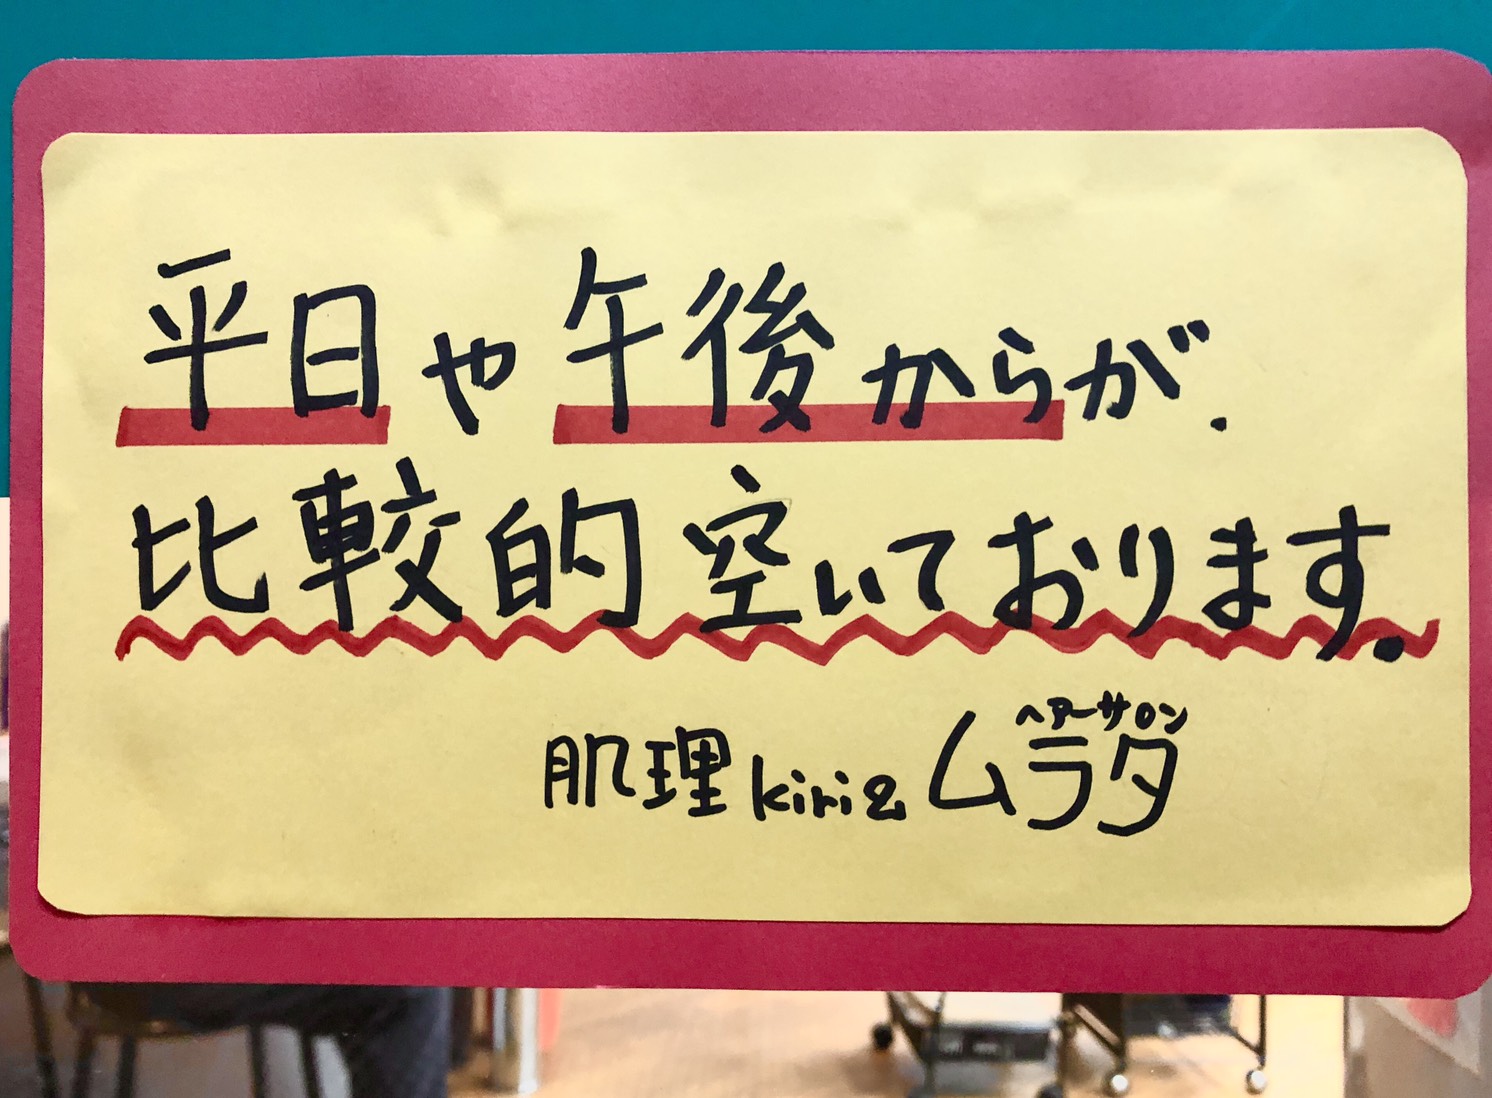 平日や午後からが.
比較的空いております。
ヘアーサロン
肌理kiri&ムラタ